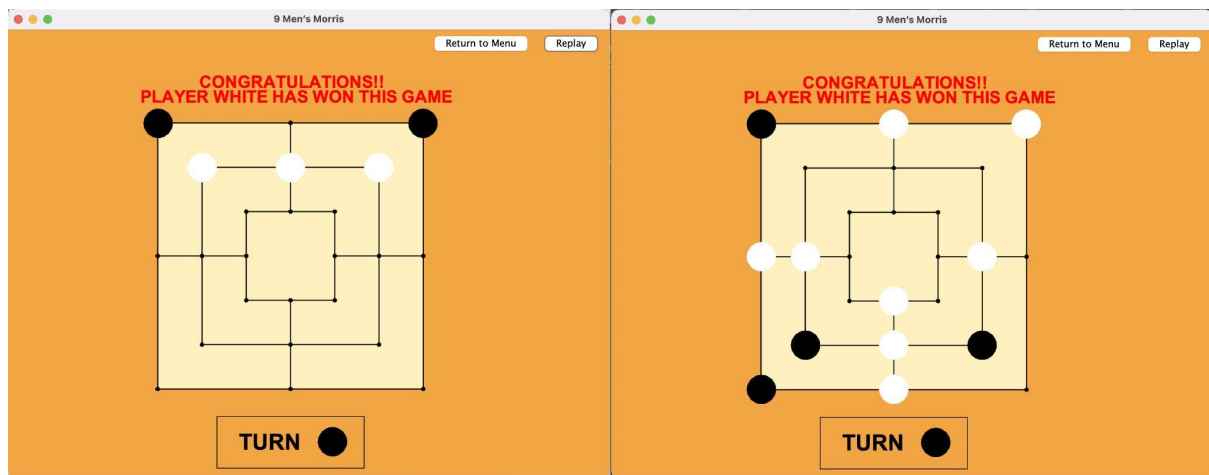 9 Men's Morris
Return to Menu Replay
CONGRATULATIONS!!
PLAYER WHITE HAS WON THIS GAME
TURN
9 Men's Morris
Return to Menu Replay
CONGRATULATIONS!!
PLAYER WHITE HAS WON THIS GAME
TURN